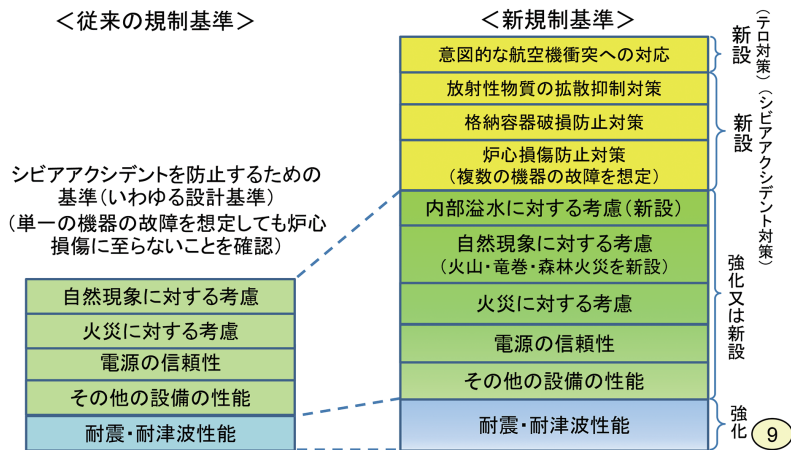 ＜従来の規制基準＞
シビアアクシデントを防止するための
基準（いわゆる設計基準）
（単一の機器の故障を想定しても炉心
損傷に至らないことを確認）
自然現象に対する考慮
火災に対する考慮
電源の信頼性
その他の設備の性能
耐震・耐津波性能
＜新規制基準＞
意図的な航空機衝突への対応
放射性物質の拡散抑制対策
格納容器破損防止対策
炉心損傷防止対策
（複数の機器の故障を想定）
内部溢水に対する考慮（新設）
自然現象に対する考慮
（火山・竜巻・森林火災を新設）
火災に対する考慮
電源の信頼性
その他の設備の性能
耐震・耐津波性能
新設
（テロ対策）
新設
（シビアアクシデント対策）
強化又は新設
強化
9